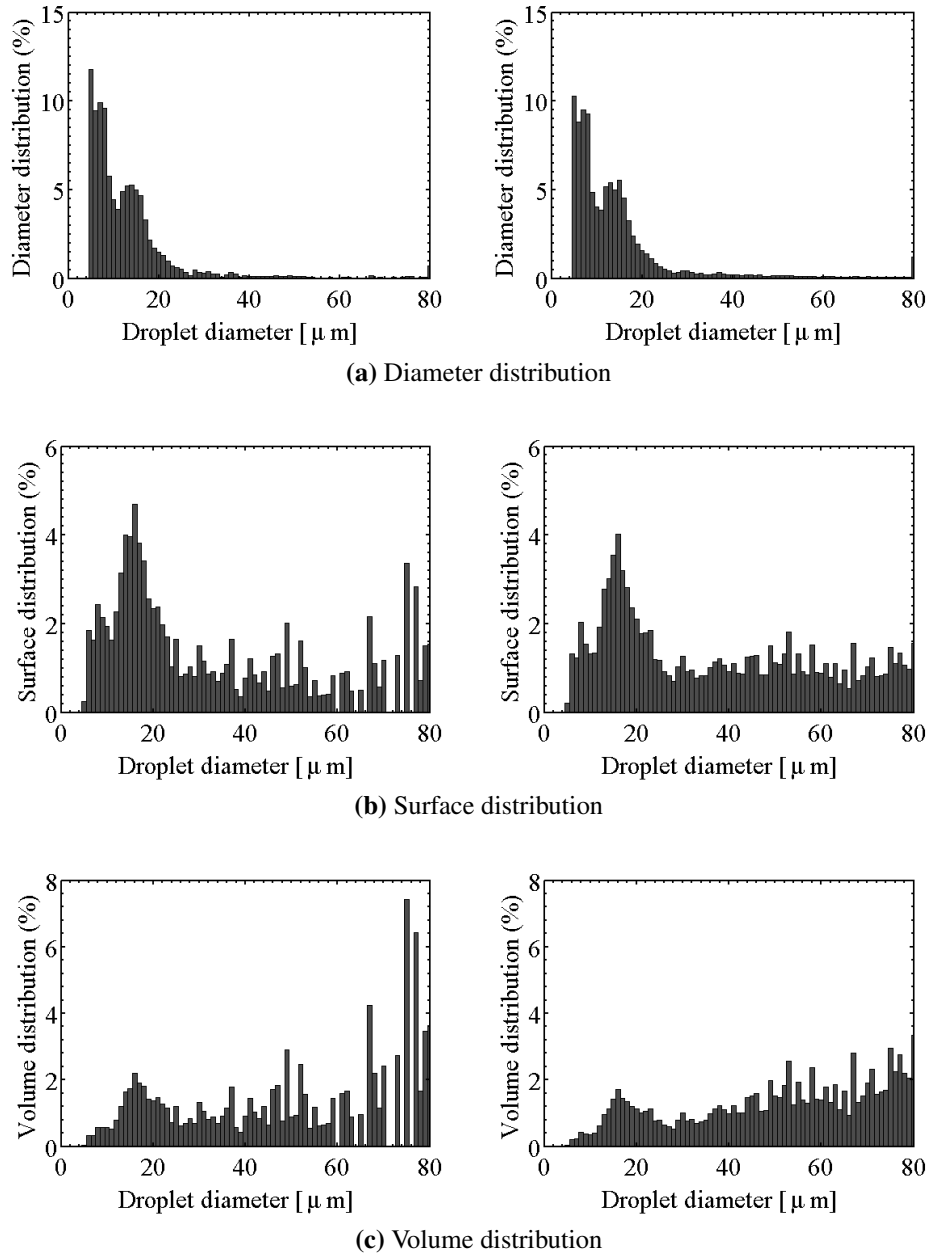 15
10
5
0
Diameter distribution (%)
0 20 40 60 80
Droplet diameter [ μ m]
15
10
5
0
Diameter distribution (%)
0 20 40 60 80
Droplet diameter [ μ m]
(a) Diameter distribution
6
4
2
0
Surface distribution (%)
0 20 40 60 80
Droplet diameter [ μ m]
6
4
2
0
Surface distribution (%)
0 20 40 60 80
Droplet diameter [ μ m]
(b) Surface distribution
8
6
4
2
0
Volume distribution (%)
0 20 40 60 80
Droplet diameter [ μ m]
8
6
4
2
0
Volume distribution (%)
0 20 40 60 80
Droplet diameter [ μ m]
(c) Volume distribution